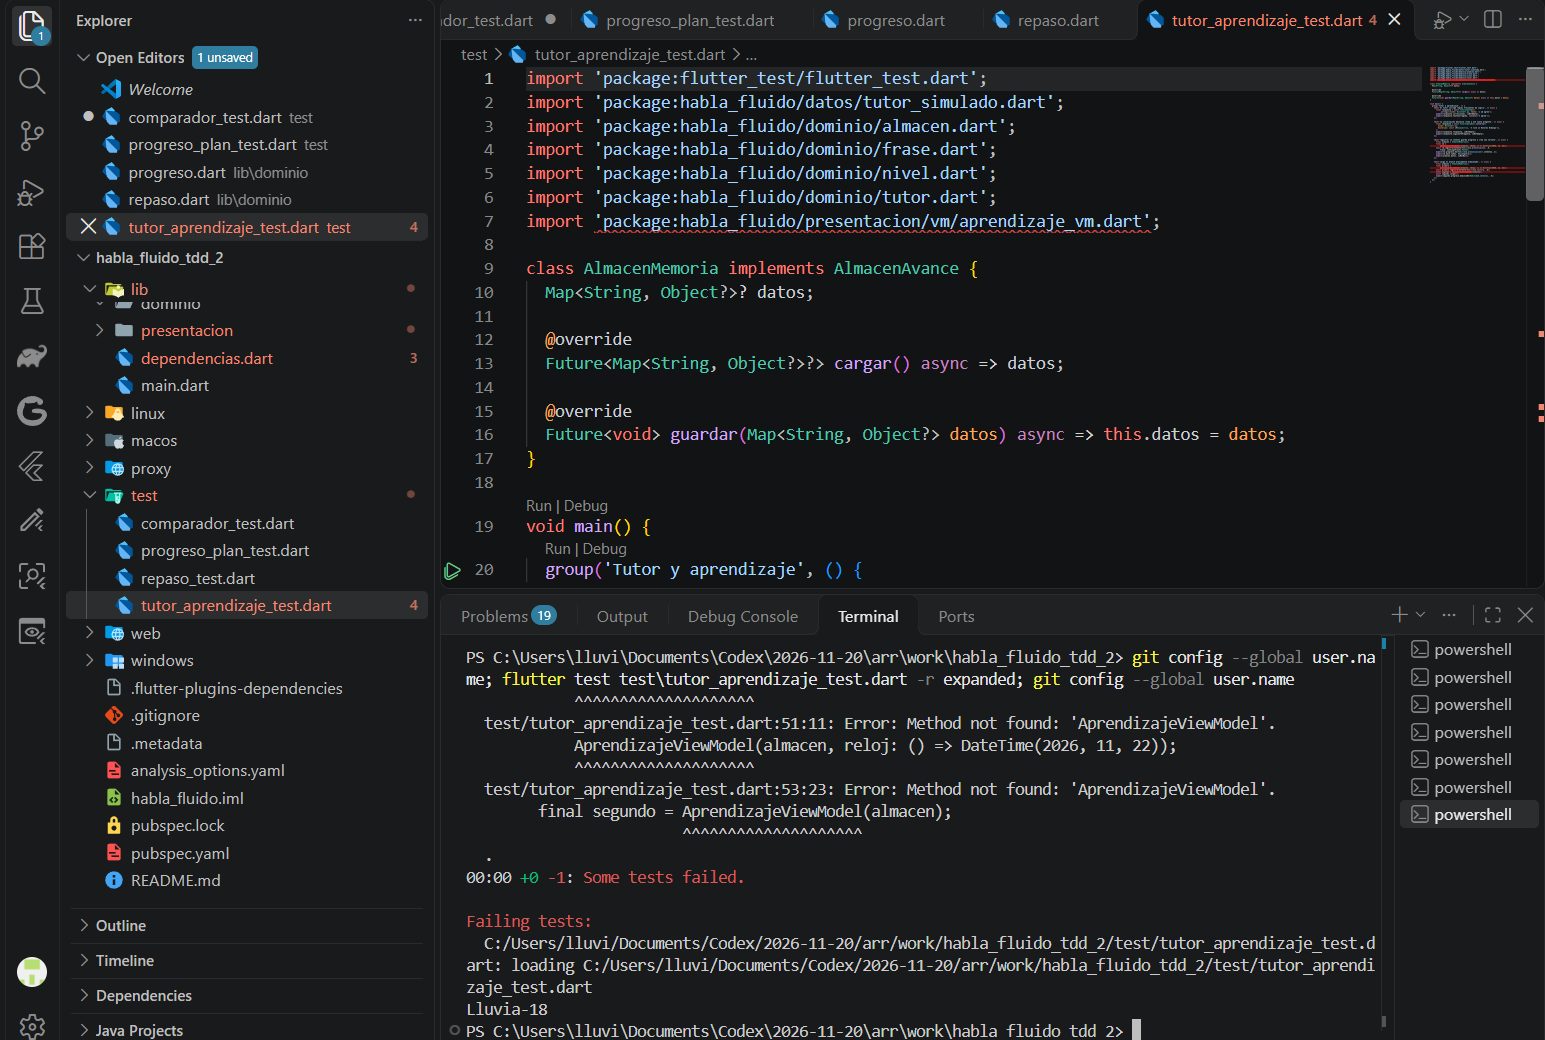 Explorer
Open Editors 1 unsaved
Welcome
comparador_test.dart test
progreso_plan_test.dart test
progreso.dart lib\dominio
repaso.dart lib\dominio
tutor_aprendizaje_test.dart test 4
habla_fluido_tdd_2
lib
dominio
presentacion
dependencias.dart 3
main.dart
linux
macos
proxy
test
comparador_test.dart
progreso_plan_test.dart
repaso_test.dart
tutor_aprendizaje_test.dart 4
web
windows
.flutter-plugins-dependencies
.gitignore
.metadata
analysis_options.yaml
habla_fluido.iml
pubspec.lock
pubspec.yaml
README.md
Outline
Timeline
Dependencies
Java Projects
1
ador_test.dart progreso_plan_test.dart progreso.dart repaso.dart tutor_aprendizaje_test.dart 4
test > tutor_aprendizaje_test.dart > ...
1 import 'package:flutter_test/flutter_test.dart';
2 import 'package:habla_fluido/datos/tutor_simulado.dart';
3 import 'package:habla_fluido/dominio/almacen.dart';
4 import 'package:habla_fluido/dominio/frase.dart';
5 import 'package:habla_fluido/dominio/nivel.dart';
6 import 'package:habla_fluido/dominio/tutor.dart';
7 import 'package:habla_fluido/presentacion/vm/aprendizaje_vm.dart';
8
9 class AlmacenMemoria implements AlmacenAvance {
10 Map<String, Object?>? datos;
11
12 @override
13 Future<Map<String, Object?>?> cargar() async => datos;
14
15 @override
16 Future<void> guardar(Map<String, Object?> datos) async => this.datos = datos;
17 }
18
Run | Debug
19 void main() {
Run | Debug
20 group('Tutor y aprendizaje', () {
Problems 19 Output Debug Console Terminal Ports
PS C:\Users\lluvi\Documents\Codex\2026-11-20\arr\work\habla_fluido_tdd_2> git config --global user.na
me; flutter test test\tutor_aprendizaje_test.dart -r expanded; git config --global user.name
^^^^^^^^^^^^^^^^^^^^
test/tutor_aprendizaje_test.dart:51:11: Error: Method not found: 'AprendizajeViewModel'.
AprendizajeViewModel(almacen, reloj: () => DateTime(2026, 11, 22));
^^^^^^^^^^^^^^^^^^^^
test/tutor_aprendizaje_test.dart:53:23: Error: Method not found: 'AprendizajeViewModel'.
final segundo = AprendizajeViewModel(almacen);
^^^^^^^^^^^^^^^^^^^^
.
00:00 +0 -1: Some tests failed.
Failing tests:
C:/Users/lluvi/Documents/Codex/2026-11-20/arr/work/habla_fluido_tdd_2/test/tutor_aprendizaje_test.d
art: loading C:/Users/lluvi/Documents/Codex/2026-11-20/arr/work/habla_fluido_tdd_2/test/tutor_aprendi
zaje_test.dart
Lluvia-18
PS C:\Users\lluvi\Documents\Codex\2026-11-20\arr\work\habla_fluido_tdd_2>
powershell
powershell
powershell
powershell
powershell
powershell
powershell